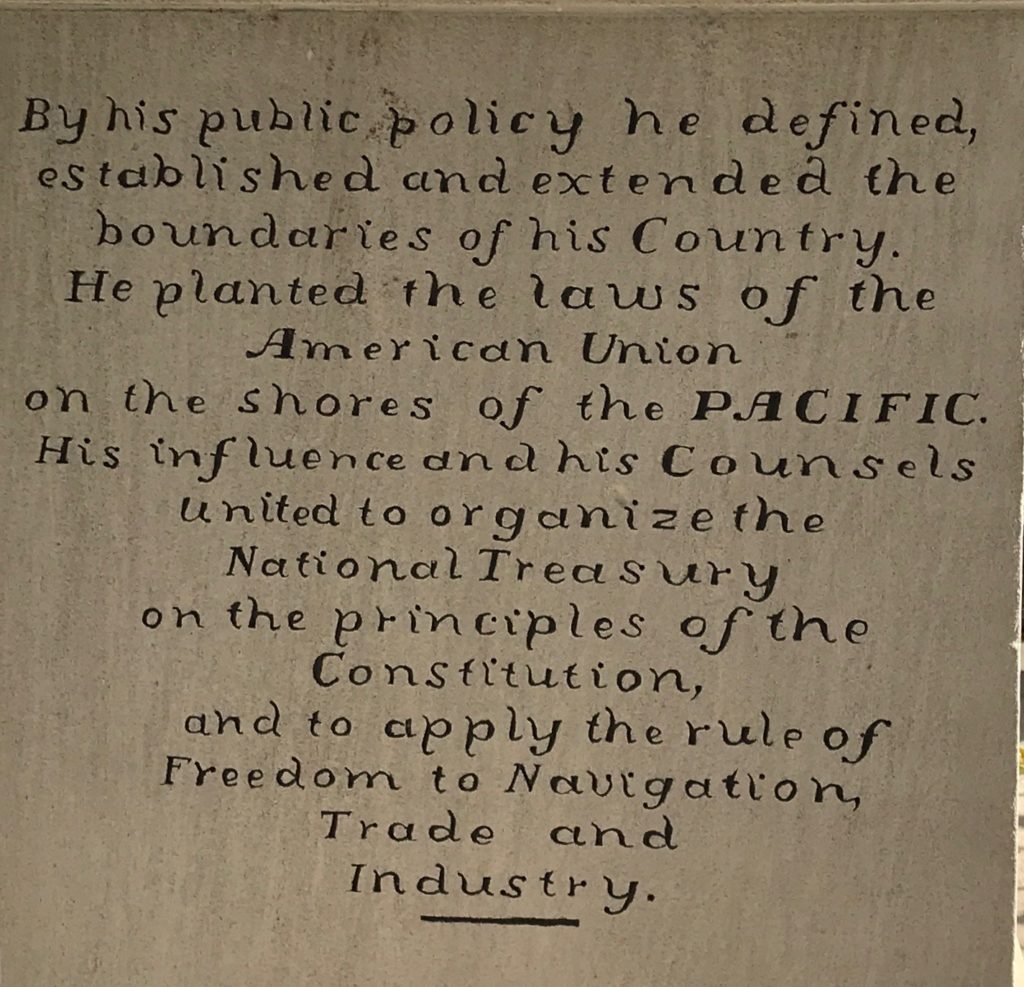 By his public policy he defined,
established and extended the
boundaries of his Country.
He planted the laws of the
American Union
on the shores of the PACIFIC.
His influence and his Counsels
united to organize the
National Treasury
on the principles of the
Constitution,
and to apply the rule of
Freedom to Navigation,
Trade and
Industry.